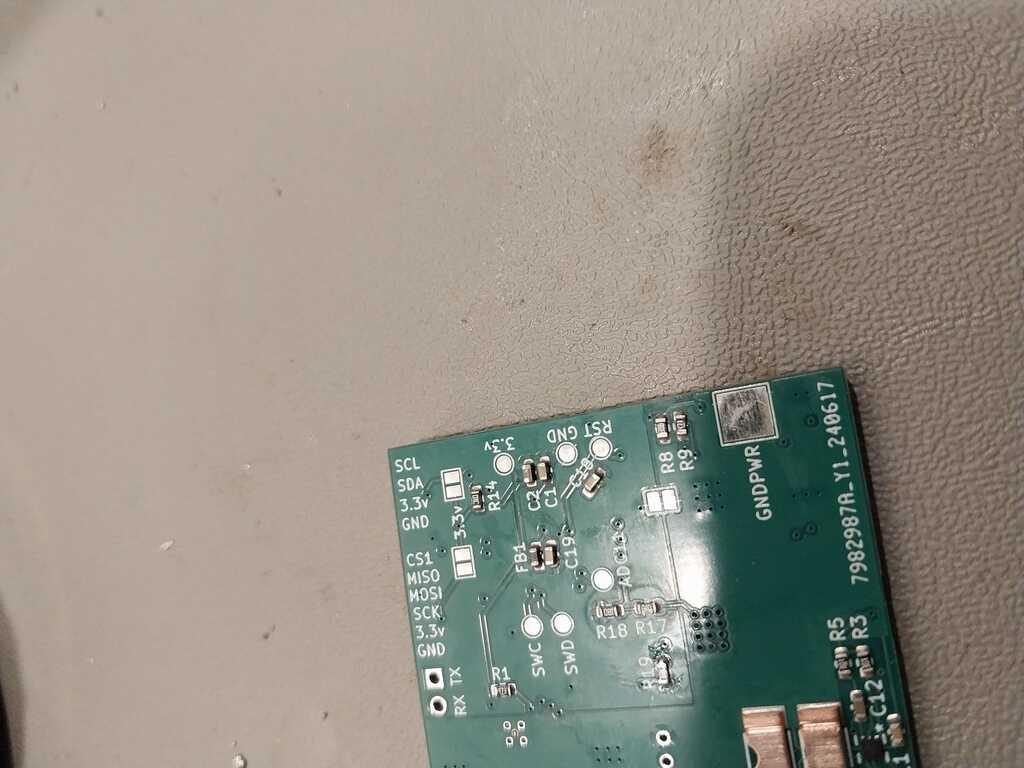 SCL
SDA
3.3v
GND
CS1
MISO
MOSI
SCK
3.3v
GND
RX TX
3.3v
R14
3.3v
R1
SWC
FB1
C2
C1
SWD
C19
GND
C18
RST
R18
ADC12
R17
R19
R8
R9
GNDPWR
7982987A_Y1_240617
R5
R3
C12